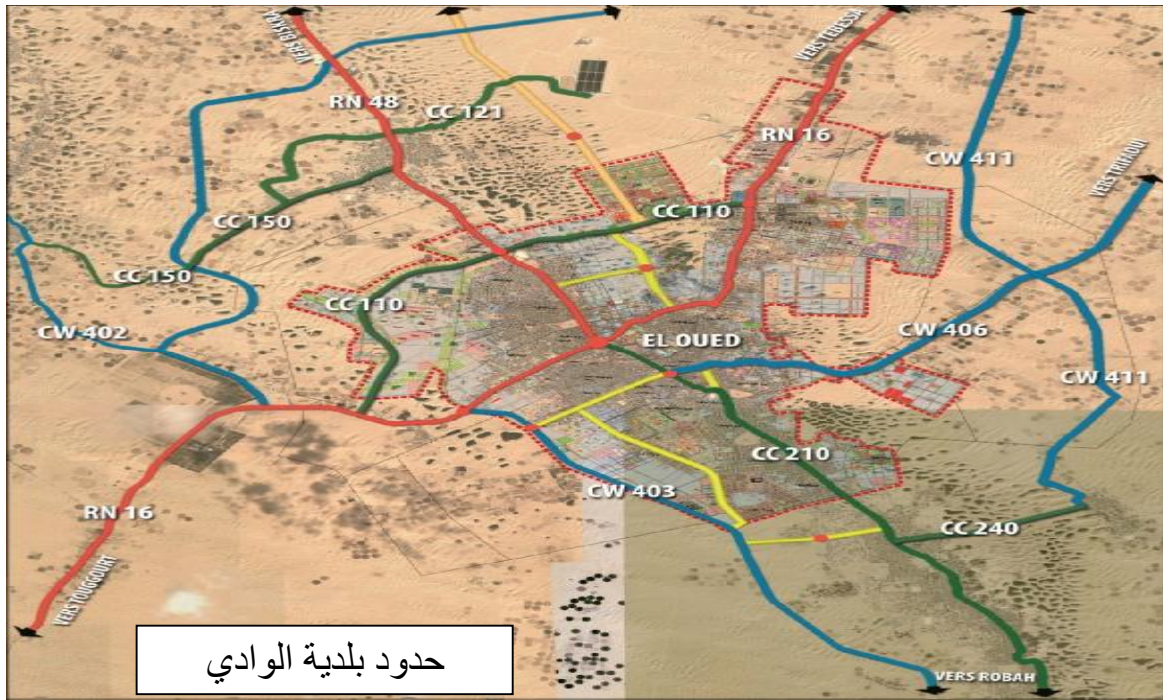 VERS BISKRA
VERS TEBESSA
RN 48
CC 121
RN 16
CW 411
VERS TRIFAOU
CC 110
CC 150
CC 150
CC 110
CW 402
EL OUED
CW 406
CW 411
CC 210
CW 403
RN 16
CC 240
VERS TOUGGOURT
حدود بلدية الوادي
VERS ROBAH